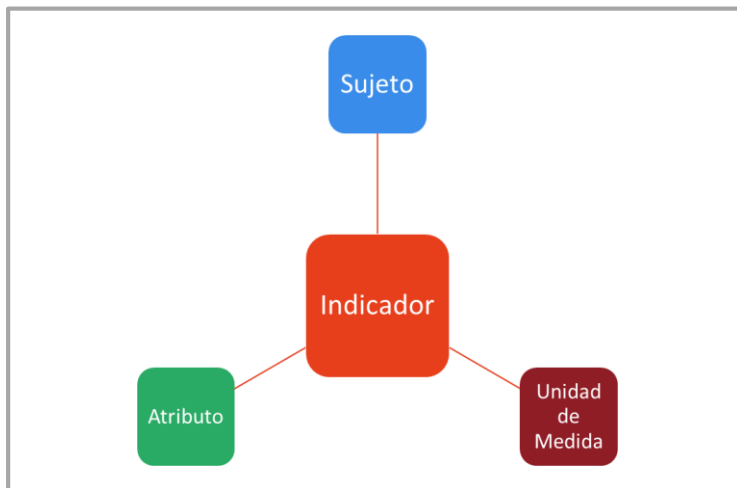 Sujeto
Indicador
Atributo
Unidad
de
Medida